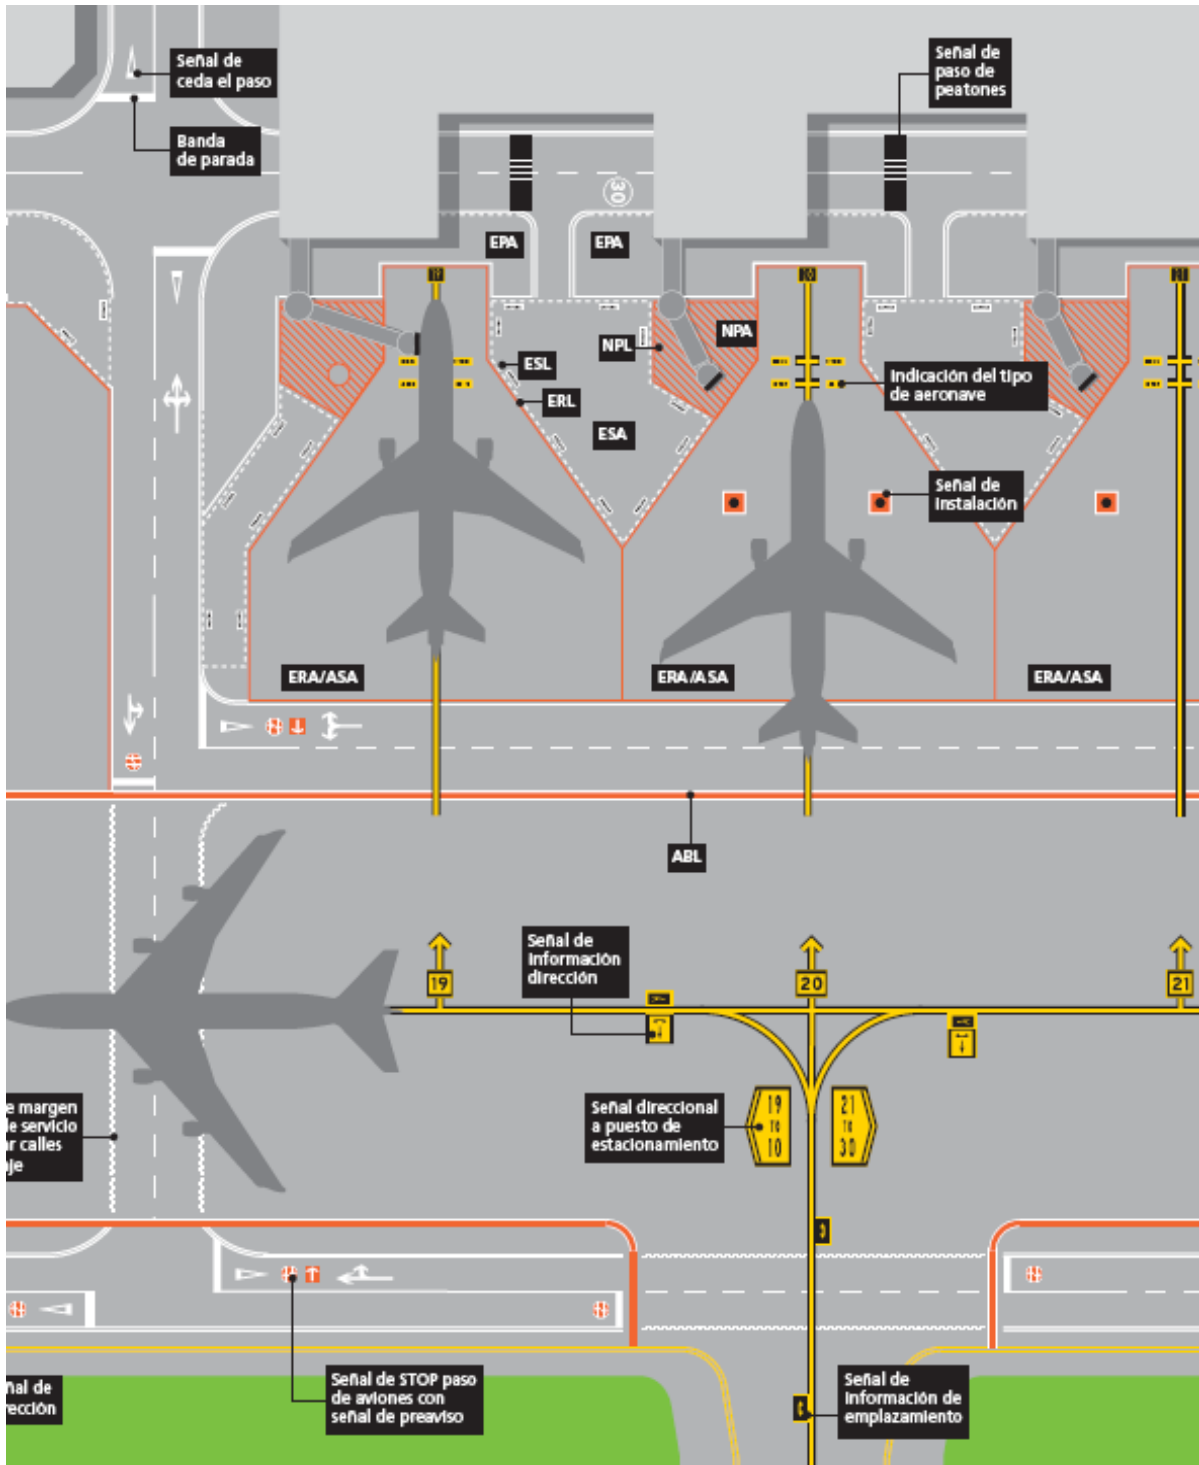 Señal de
ceda el paso
Señal de
paso de
peatones
Banda
de parada
30
EPA
EPA
NPA
NPL
ESL
ERL
ESA
Indicación del tipo
de aeronave
Señal de
instalación
ERA/ASA
ERA/ASA
ERA/ASA
ABL
Señal de
información
dirección
19
20
21
e margen
e servicio
ar calles
aje
Señal direccional
a puesto de
estacionamiento
19
TO
10
21
TO
30
Señal de STOP paso
de aviones con
señal de preaviso
Señal de
información de
emplazamiento
ñal de
rección